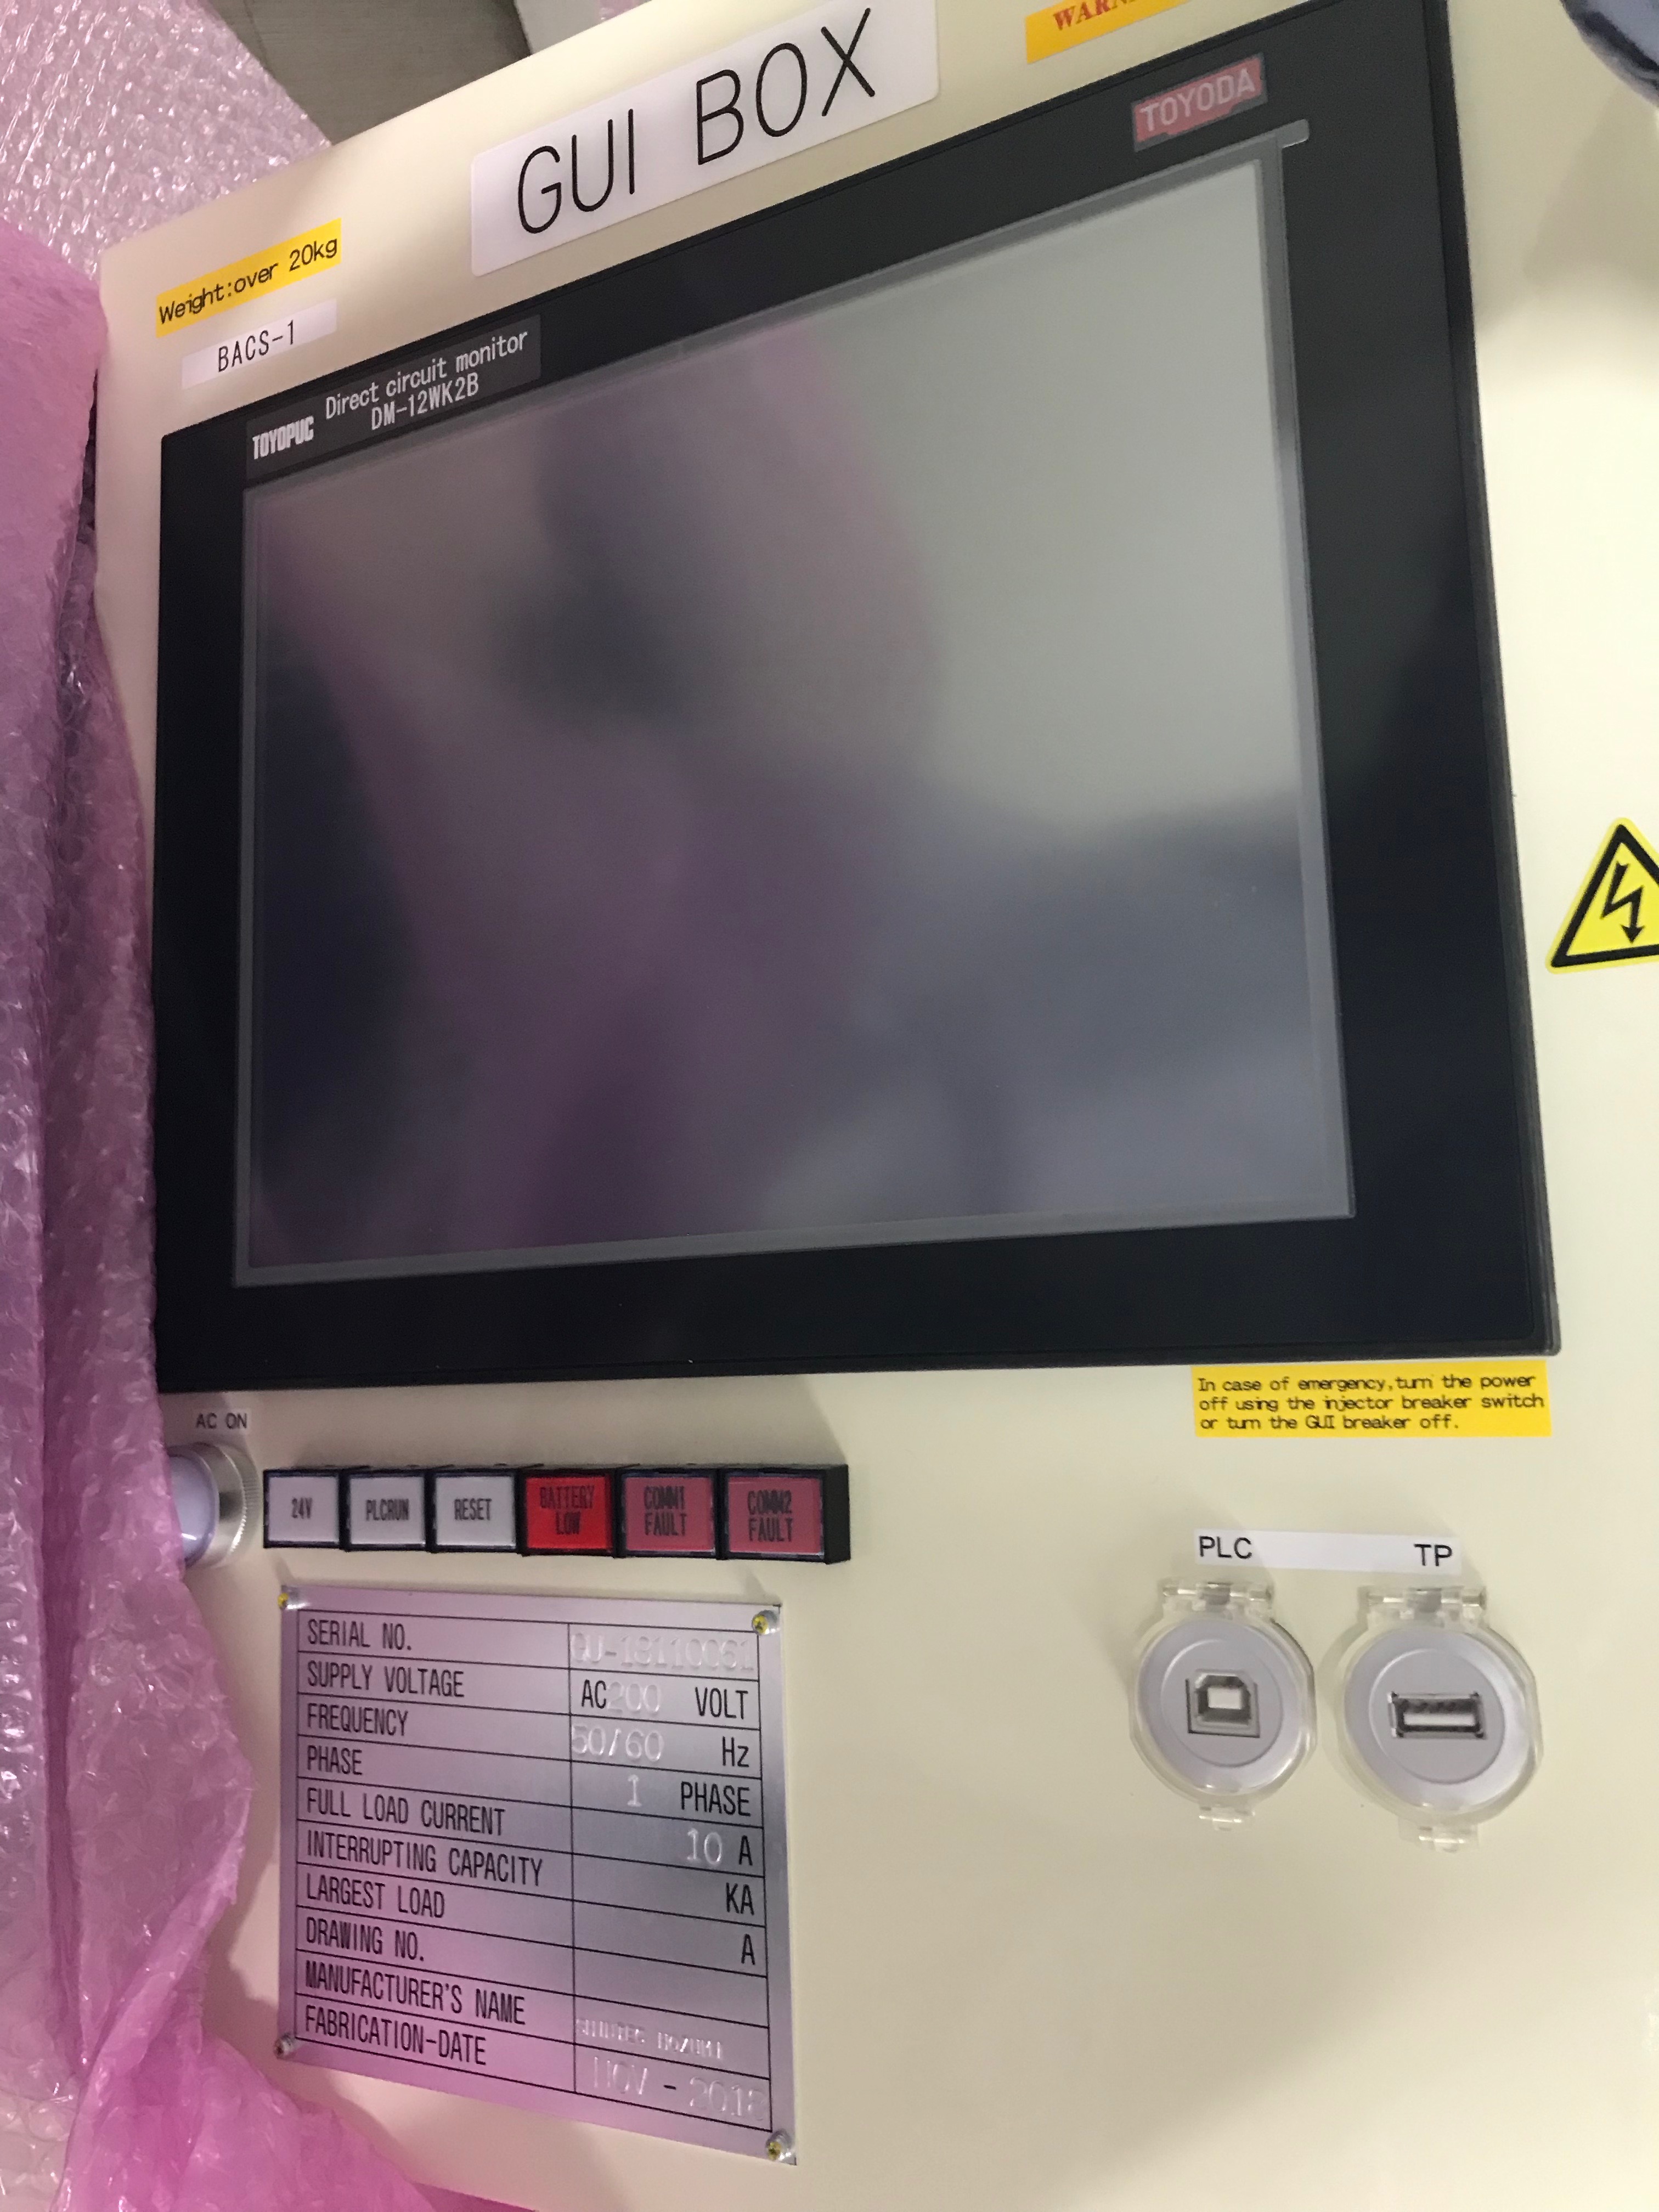 WARN
GUI BOX
TOYODA
Weight:over 20kg
BACS-1
TOYOPUC
Direct circuit monitor
DM-12WK2B
In case of emergency,turn the power
off using the injector breaker switch
or turn the GUI breaker off.
AC ON
24V
PLCRUN
RESET
BATTERY
LOW
COMM1
FAULT
COMM2
FAULT
PLC TP
SERIAL NO.
SUPPLY VOLTAGE AC200 VOLT
FREQUENCY 50/60 Hz
PHASE 1 PHASE
FULL LOAD CURRENT 10 A
INTERRUPTING CAPACITY KA
LARGEST LOAD A
DRAWING NO.
MANUFACTURER'S NAME
FABRICATION-DATE NOV - 2018